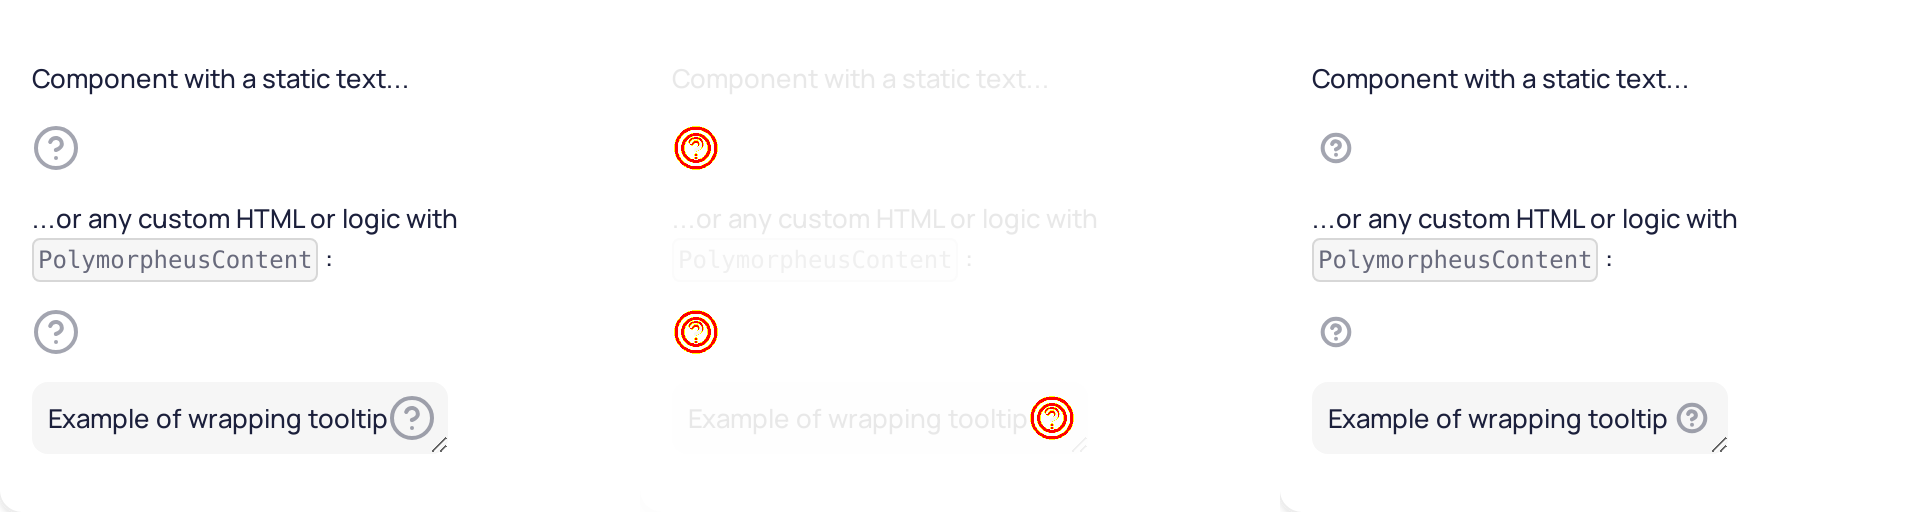 Component with a static text...
?
...or any custom HTML or logic with
PolymorpheusContent :
?
Example of wrapping tooltip ?
Component with a static text...
?
...or any custom HTML or logic with
PolymorpheusContent :
?
Example of wrapping tooltip ?
Component with a static text...
?
...or any custom HTML or logic with
PolymorpheusContent :
?
Example of wrapping tooltip ?